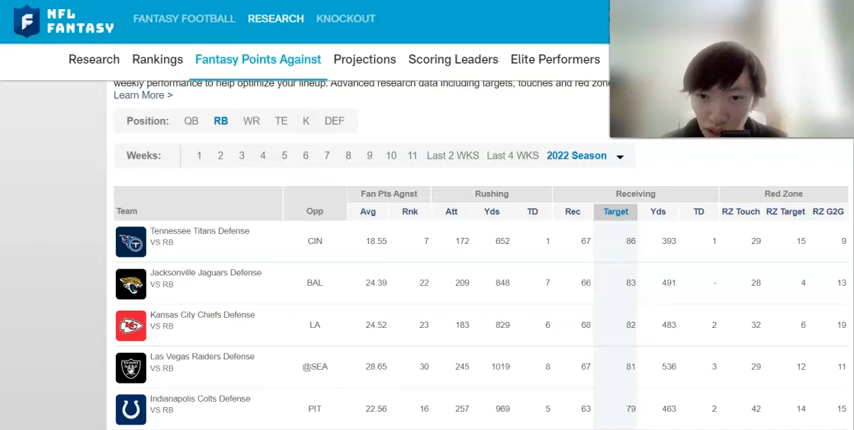 NFL FANTASY FANTASY FOOTBALL RESEARCH KNOCKOUT
Research Rankings Fantasy Points Against Projections Scoring Leaders Elite Performers
weekly performance to help optimize your lineup. Advanced research data including targets, touches and red zone
Learn More >
Position: QB RB WR TE K DEF
Weeks: 1 2 3 4 5 6 7 8 9 10 11 Last 2 WKS Last 4 WKS 2022 Season
Fan Pts Agnst Rushing Receiving Red Zone
Team Opp Avg Rnk Att Yds TD Rec Target Yds TD RZ Touch RZ Target RZ G2G
Tennessee Titans Defense
VS RB CIN 18.55 7 172 652 1 67 86 393 1 29 15 9
Jacksonville Jaguars Defense
VS RB BAL 24.39 22 209 848 7 66 83 491 - 28 4 13
Kansas City Chiefs Defense
VS RB LA 24.52 23 183 829 6 68 82 483 2 32 6 19
Las Vegas Raiders Defense
VS RB @SEA 28.65 30 245 1019 8 67 81 536 3 29 12 11
Indianapolis Colts Defense
VS RB PIT 22.56 16 257 969 5 63 79 463 2 42 14 15